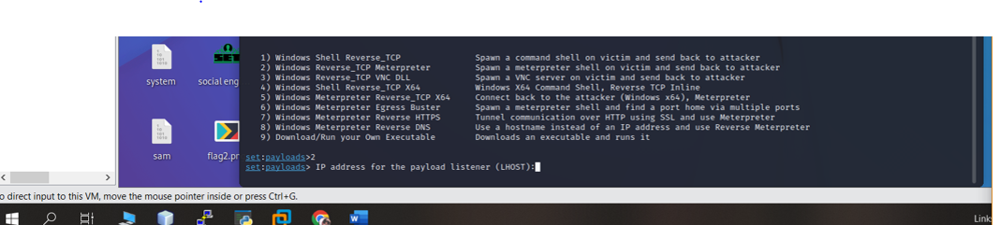 1) Windows Shell Reverse_TCP Spawn a command shell on victim and send back to attacker
2) Windows Reverse_TCP Meterpreter Spawn a meterpreter shell on victim and send back to attacker
3) Windows Reverse_TCP VNC DLL Spawn a VNC server on victim and send back to attacker
4) Windows Shell Reverse_TCP X64 Windows X64 Command Shell, Reverse TCP Inline
5) Windows Meterpreter Reverse_TCP X64 Connect back to the attacker (Windows x64), Meterpreter
6) Windows Meterpreter Egress Buster Spawn a meterpreter shell and find a port home via multiple ports
7) Windows Meterpreter Reverse HTTPS Tunnel communication over HTTP using SSL and use Meterpreter
8) Windows Meterpreter Reverse DNS Use a hostname instead of an IP address and use Reverse Meterpreter
9) Download/Run your Own Executable Downloads an executable and runs it
set:payloads>2
set:payloads> IP address for the payload listener (LHOST):
system
social eng
sam
flag2.pr
o direct input to this VM, move the mouse pointer inside or press Ctrl+G.
Links